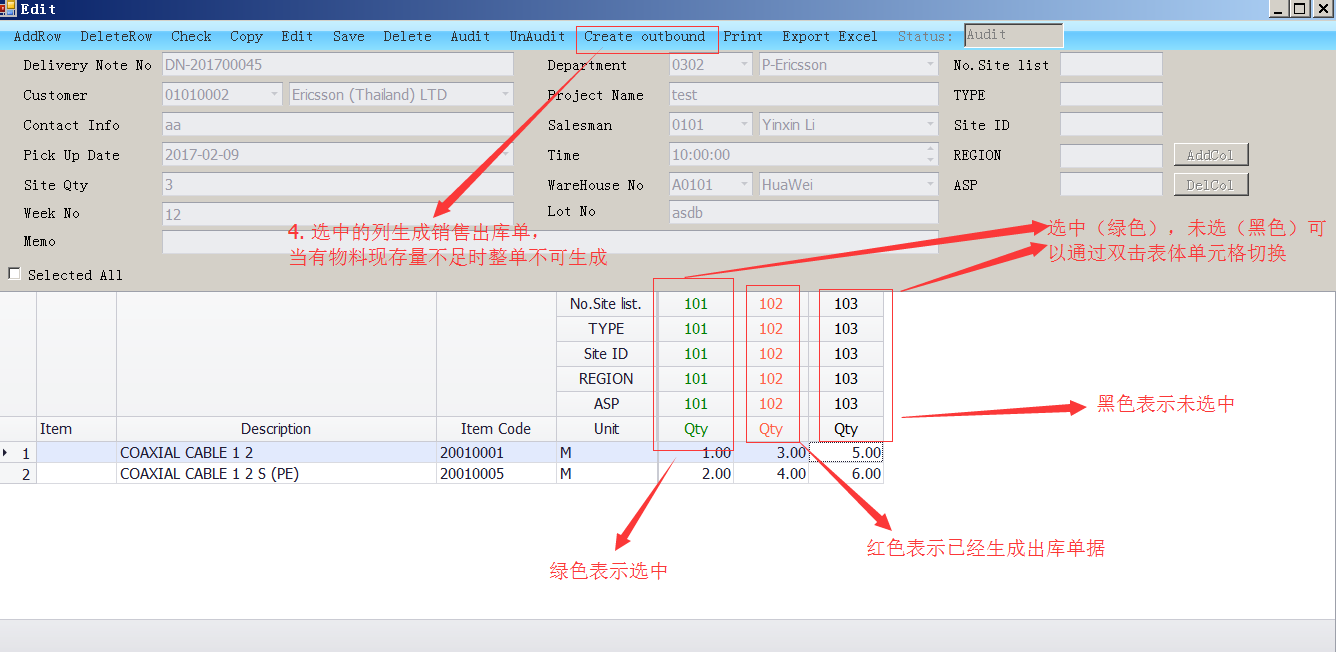 Edit
AddRow DeleteRow Check Copy Edit Save Delete Audit UnAudit Create outbound Print Export Excel Status: Audit
Delivery Note No DN-201700045 Department 0302 P-Ericsson No.Site list
Customer 01010002 Ericsson (Thailand) LTD Project Name test TYPE
Contact Info aa Salesman 0101 Yinxin Li Site ID
Pick Up Date 2017-02-09 Time 10:00:00 REGION AddCol
Site Qty 3 WareHouse No A0101 HuaWei ASP DelCol
Week No 12 Lot No asdb
Memo
4. 选中的列生成销售出库单，
当有物料现存量不足时整单不可生成
选中（绿色），未选（黑色）可
以通过双击表体单元格切换
Selected All
No.Site list. 101 102 103
TYPE 101 102 103
Site ID 101 102 103
REGION 101 102 103
ASP 101 102 103
Item Description Item Code Unit Qty Qty Qty
1 COAXIAL CABLE 1 2 20010001 M 1.00 3.00 5.00
2 COAXIAL CABLE 1 2 S (PE) 20010005 M 2.00 4.00 6.00
黑色表示未选中
红色表示已经生成出库单据
绿色表示选中